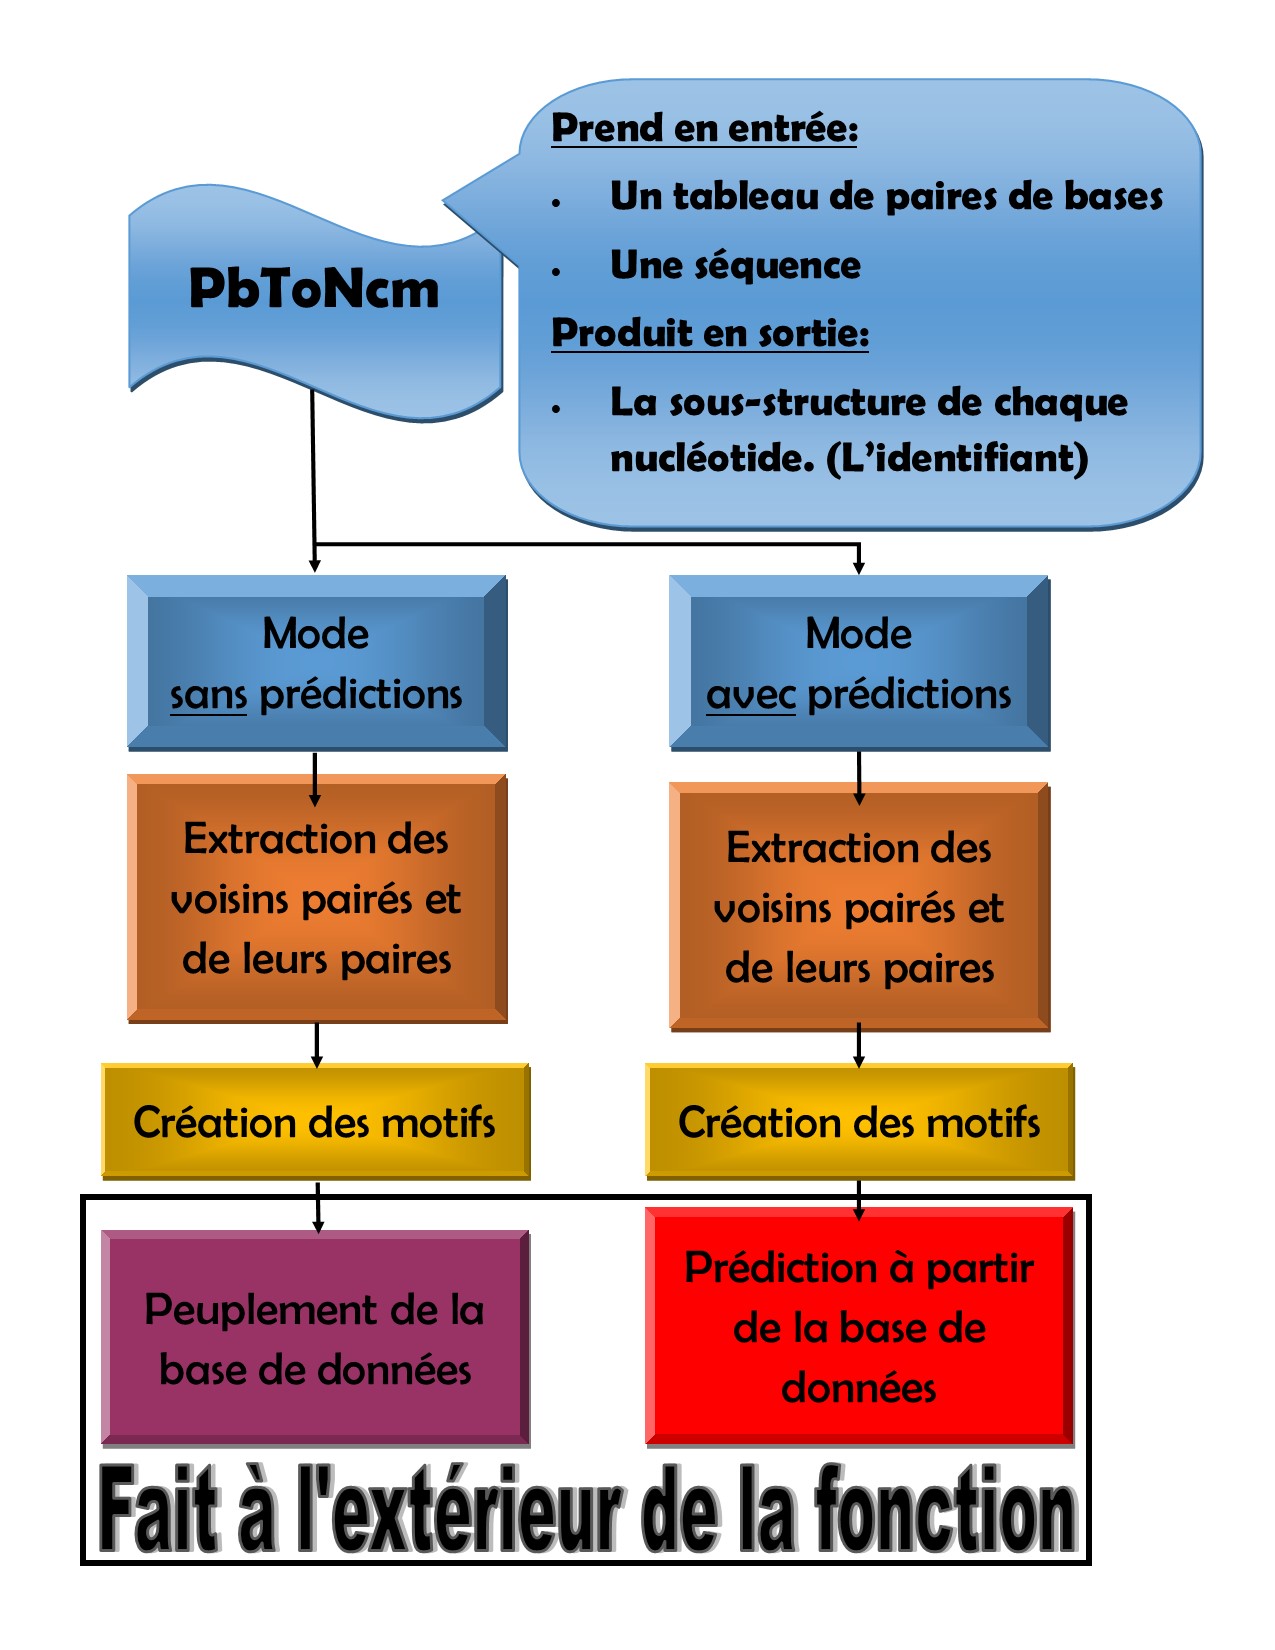 Prend en entrée:
• Un tableau de paires de bases
• Une séquence
Produit en sortie:
• La sous-structure de chaque
nucléotide. (L'identifiant)
PbToNcm
Mode
sans prédictions
Mode
avec prédictions
Extraction des
voisins pairés et
de leurs paires
Extraction des
voisins pairés et
de leurs paires
Création des motifs
Création des motifs
Peuplement de la
base de données
Prédiction à partir
de la base de
données
Fait à l'extérieur de la fonction